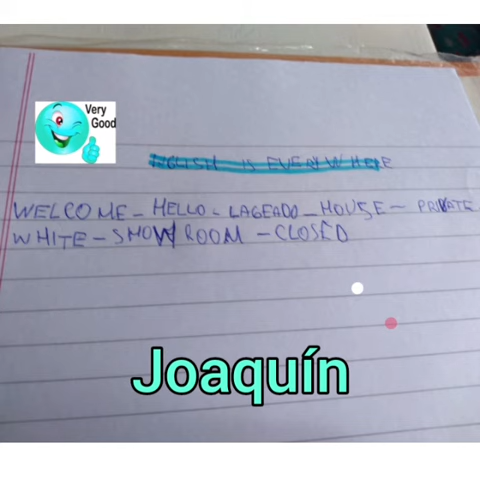 Very
Good
ENGLISH IS EVERYWHERE
WELCOME - HELLO - LAGEADO - HOUSE - PRIVATE
WHITE - SHOWROOM - CLOSED
Joaquín